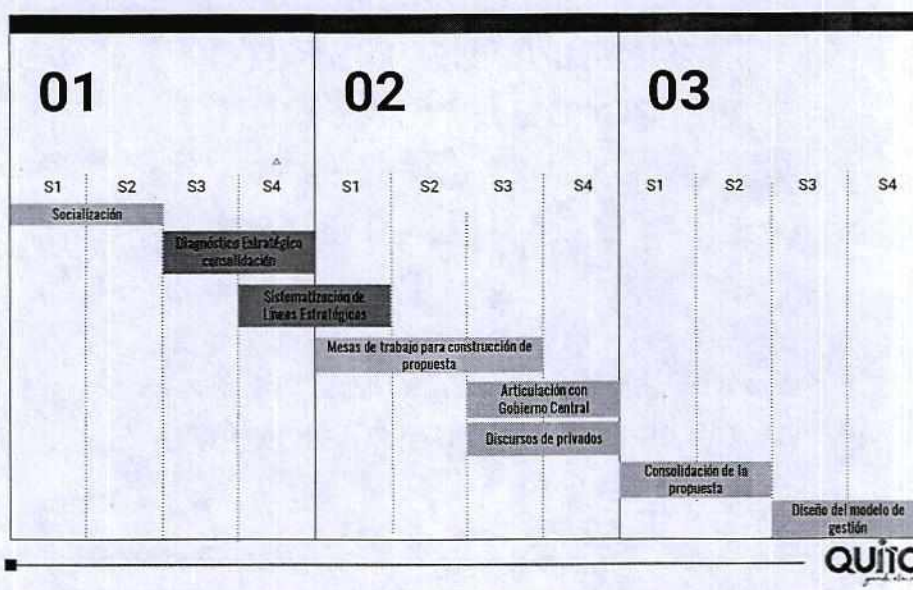 01
02
03
S1 S2 S3 S4 S1 S2 S3 S4 S1 S2 S3 S4
Socialización
Diagnóstico Estratégico
consolidación
Sistematización de
Líneas Estratégicas
Mesas de trabajo para construcción de
propuesta
Articulación con
Gobierno Central
Discursos de privados
Consolidación de la
propuesta
Diseño del modelo de
gestión
QUITO